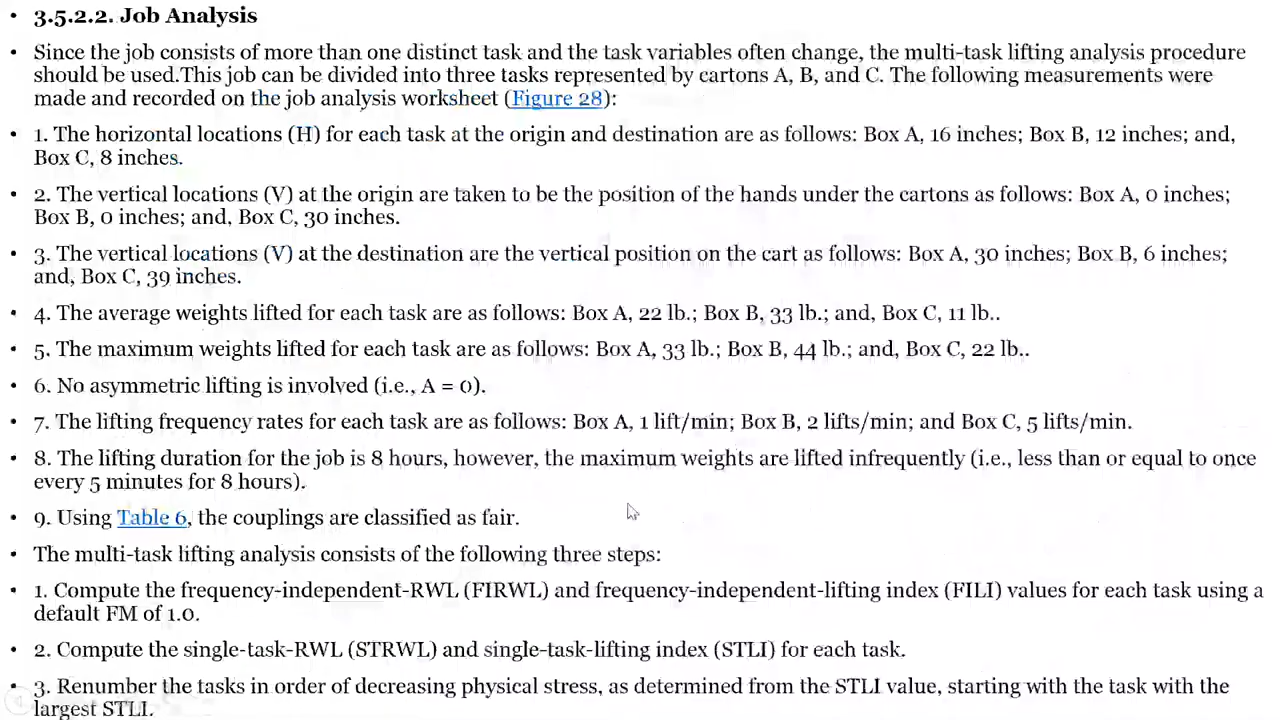 • 3.5.2.2. Job Analysis
• Since the job consists of more than one distinct task and the task variables often change, the multi-task lifting analysis procedure
should be used.This job can be divided into three tasks represented by cartons A, B, and C. The following measurements were
made and recorded on the job analysis worksheet (Figure 28):
• 1. The horizontal locations (H) for each task at the origin and destination are as follows: Box A, 16 inches; Box B, 12 inches; and,
Box C, 8 inches.
• 2. The vertical locations (V) at the origin are taken to be the position of the hands under the cartons as follows: Box A, 0 inches;
Box B, 0 inches; and, Box C, 30 inches.
• 3. The vertical locations (V) at the destination are the vertical position on the cart as follows: Box A, 30 inches; Box B, 6 inches;
and, Box C, 39 inches.
• 4. The average weights lifted for each task are as follows: Box A, 22 lb.; Box B, 33 lb.; and, Box C, 11 lb..
• 5. The maximum weights lifted for each task are as follows: Box A, 33 lb.; Box B, 44 lb.; and, Box C, 22 lb..
• 6. No asymmetric lifting is involved (i.e., A = 0).
• 7. The lifting frequency rates for each task are as follows: Box A, 1 lift/min; Box B, 2 lifts/min; and Box C, 5 lifts/min.
• 8. The lifting duration for the job is 8 hours, however, the maximum weights are lifted infrequently (i.e., less than or equal to once
every 5 minutes for 8 hours).
• 9. Using Table 6, the couplings are classified as fair.
• The multi-task lifting analysis consists of the following three steps:
• 1. Compute the frequency-independent-RWL (FIRWL) and frequency-independent-lifting index (FILI) values for each task using a
default FM of 1.0.
• 2. Compute the single-task-RWL (STRWL) and single-task-lifting index (STLI) for each task.
• 3. Renumber the tasks in order of decreasing physical stress, as determined from the STLI value, starting with the task with the
largest STLI.